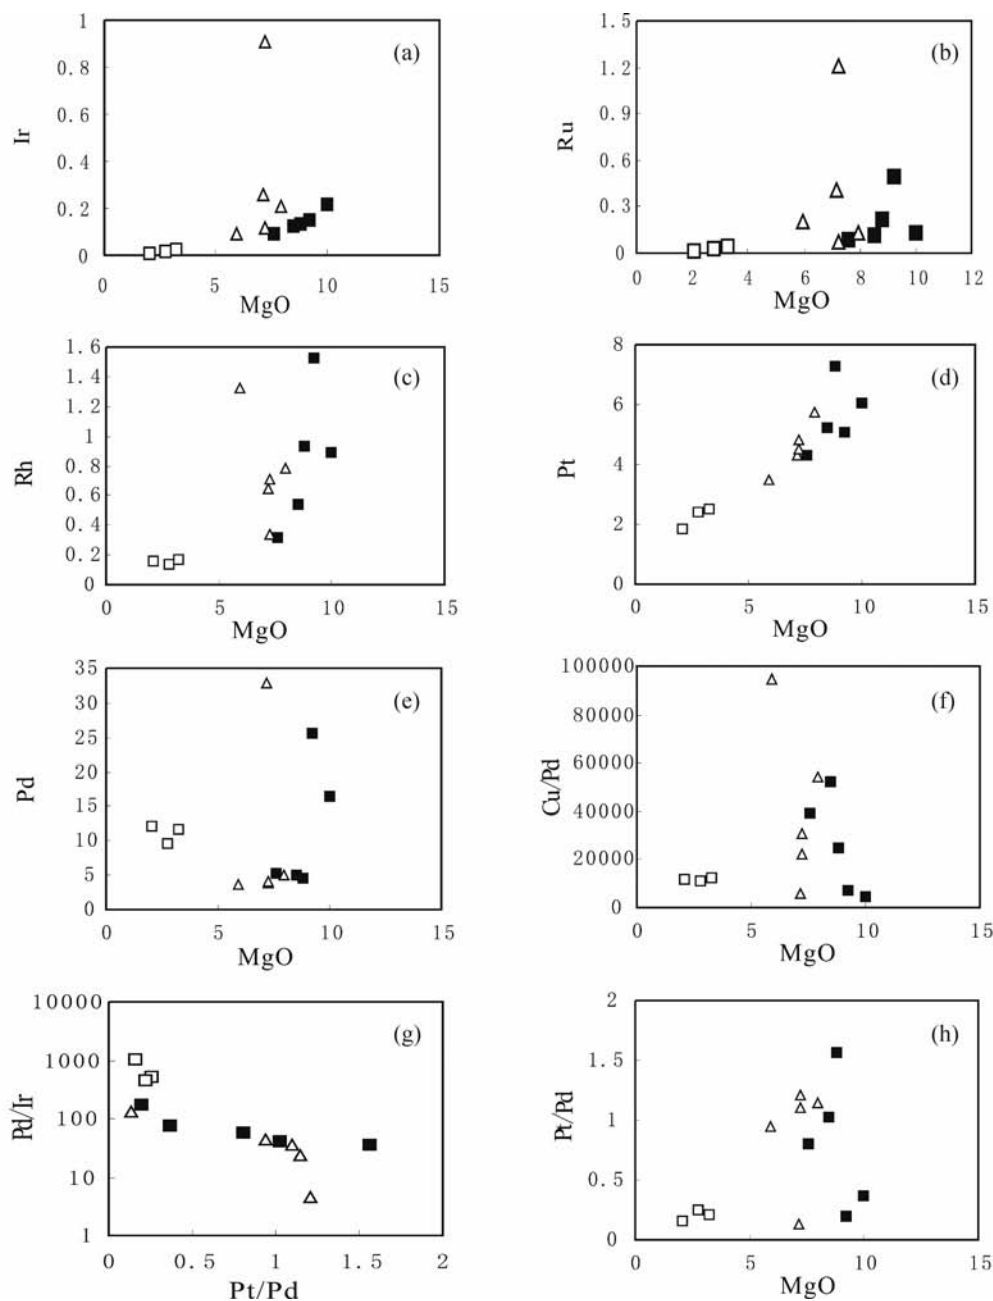 1
0.8
0.6
0.4
0.2
0
Ir
(a)
0 5 10 15
MgO
1.5
1.2
0.9
0.6
0.3
0
Ru
(b)
0 2 4 6 8 10 12
MgO
1.6
1.4
1.2
1
0.8
0.6
0.4
0.2
0
Rh
(c)
0 5 10 15
MgO
8
6
4
2
0
Pt
(d)
0 5 10 15
MgO
35
30
25
20
15
10
5
0
Pd
(e)
0 5 10 15
MgO
100000
80000
60000
40000
20000
0
Cu/Pd
(f)
0 5 10 15
MgO
10000
1000
100
10
1
Pd/Ir
(g)
0 0.5 1 1.5 2
Pt/Pd
2
1.5
1
0.5
0
Pt/Pd
(h)
0 5 10 15
MgO